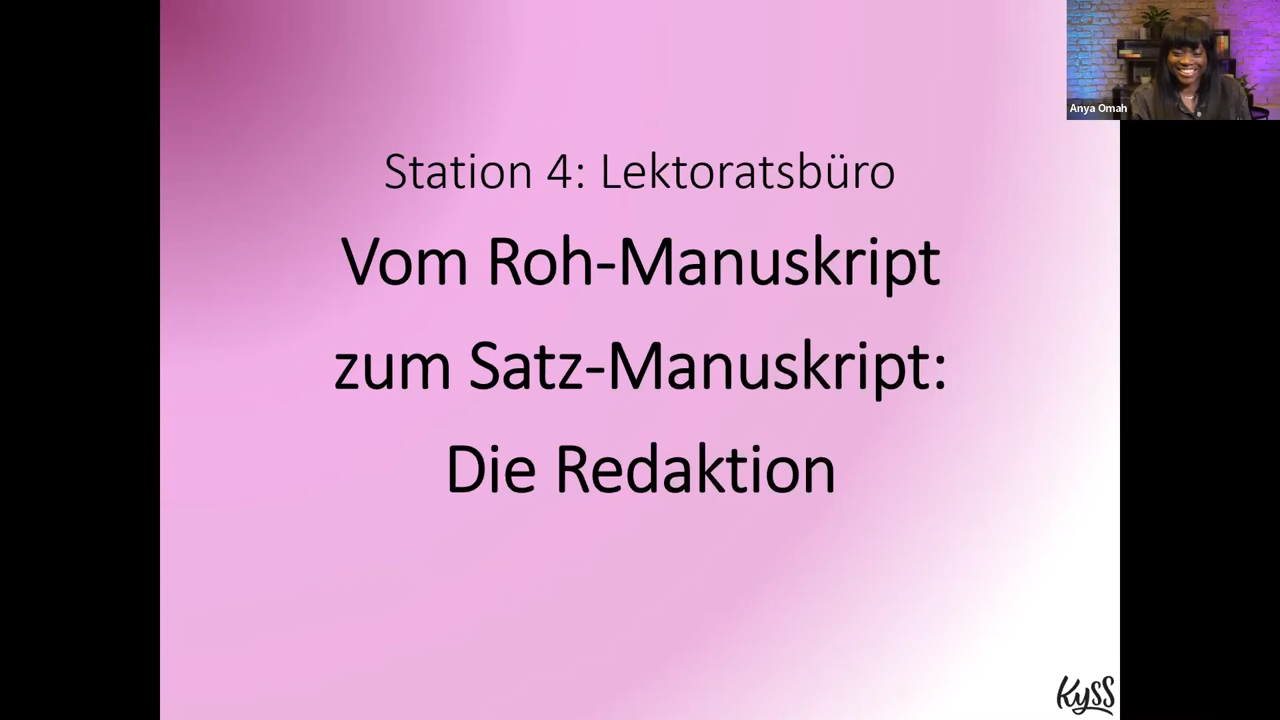 Station 4: Lektoratsbüro
Vom Roh-Manuskript
zum Satz-Manuskript:
Die Redaktion
Anya Omah
Kyss